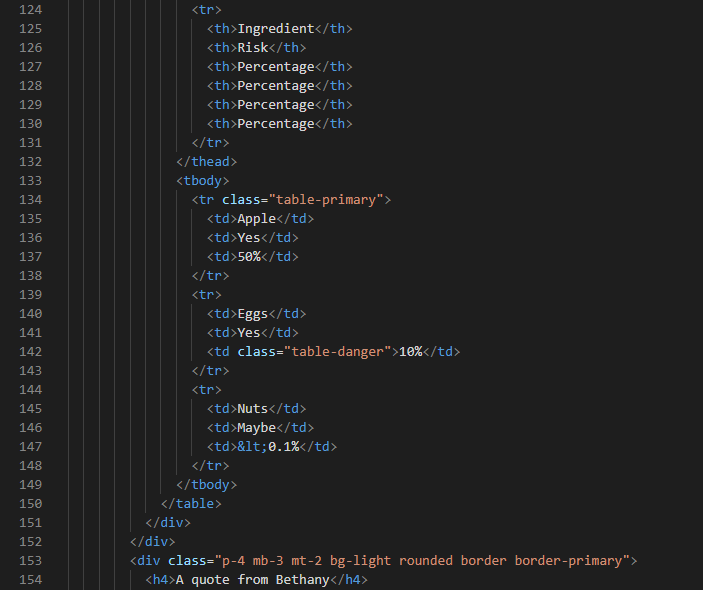 124 <tr>
125 <th>Ingredient</th>
126 <th>Risk</th>
127 <th>Percentage</th>
128 <th>Percentage</th>
129 <th>Percentage</th>
130 <th>Percentage</th>
131 </tr>
132 </thead>
133 <tbody>
134 <tr class="table-primary">
135 <td>Apple</td>
136 <td>Yes</td>
137 <td>50%</td>
138 </tr>
139 <tr>
140 <td>Eggs</td>
141 <td>Yes</td>
142 <td class="table-danger">10%</td>
143 </tr>
144 <tr>
145 <td>Nuts</td>
146 <td>Maybe</td>
147 <td>&lt;0.1%</td>
148 </tr>
149 </tbody>
150 </table>
151 </div>
152 </div>
153 <div class="p-4 mb-3 mt-2 bg-light rounded border border-primary">
154 <h4>A quote from Bethany</h4>